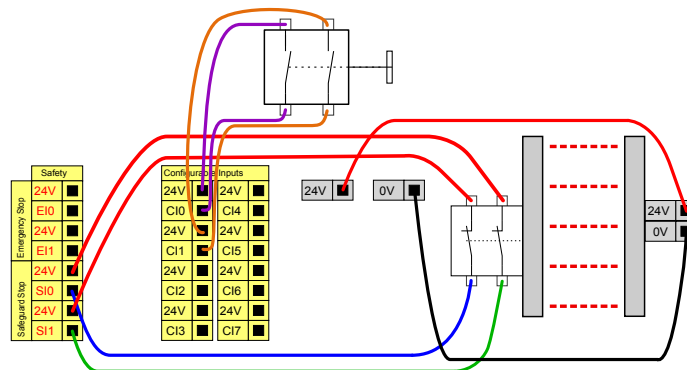 Safety
Emergency Stop
24V
EI0
24V
EI1
Safeguard Stop
24V
SI0
24V
SI1
Configurable Inputs
24V 24V
CI0 CI4
24V 24V
CI1 CI5
24V 24V
CI2 CI6
24V 24V
CI3 CI7
24V 0V
24V
0V